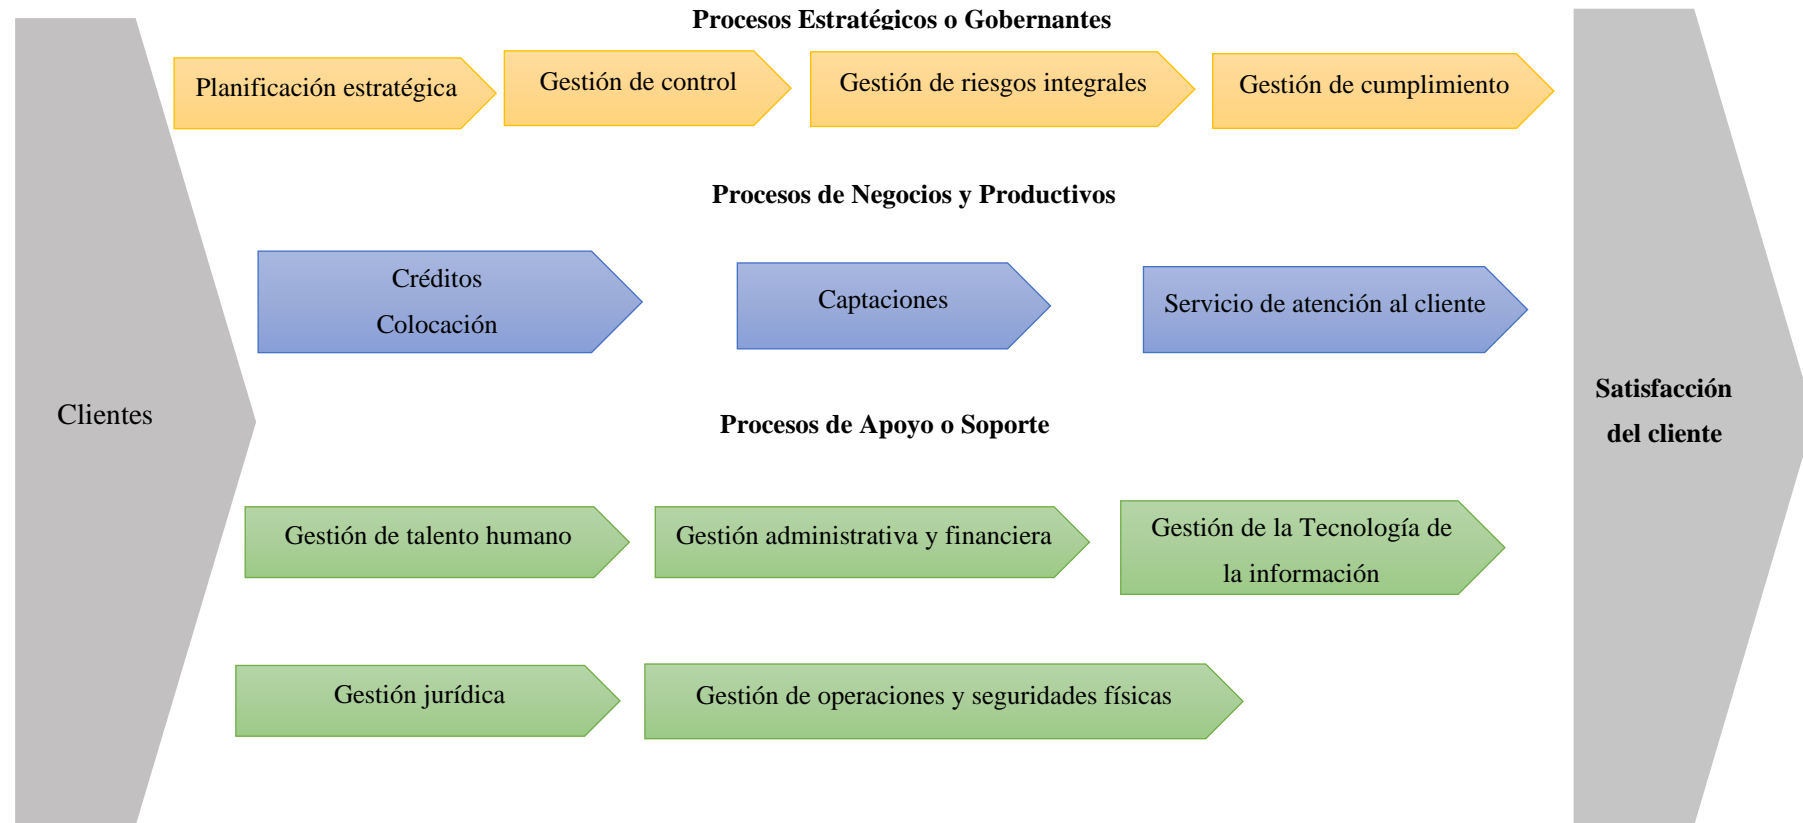 Procesos Estratégicos o Gobernantes
Planificación estratégica
Gestión de control
Gestión de riesgos integrales
Gestión de cumplimiento
Procesos de Negocios y Productivos
Créditos
Colocación
Captaciones
Servicio de atención al cliente
Clientes
Satisfacción
del cliente
Procesos de Apoyo o Soporte
Gestión de talento humano
Gestión administrativa y financiera
Gestión de la Tecnología de
la información
Gestión jurídica
Gestión de operaciones y seguridades físicas